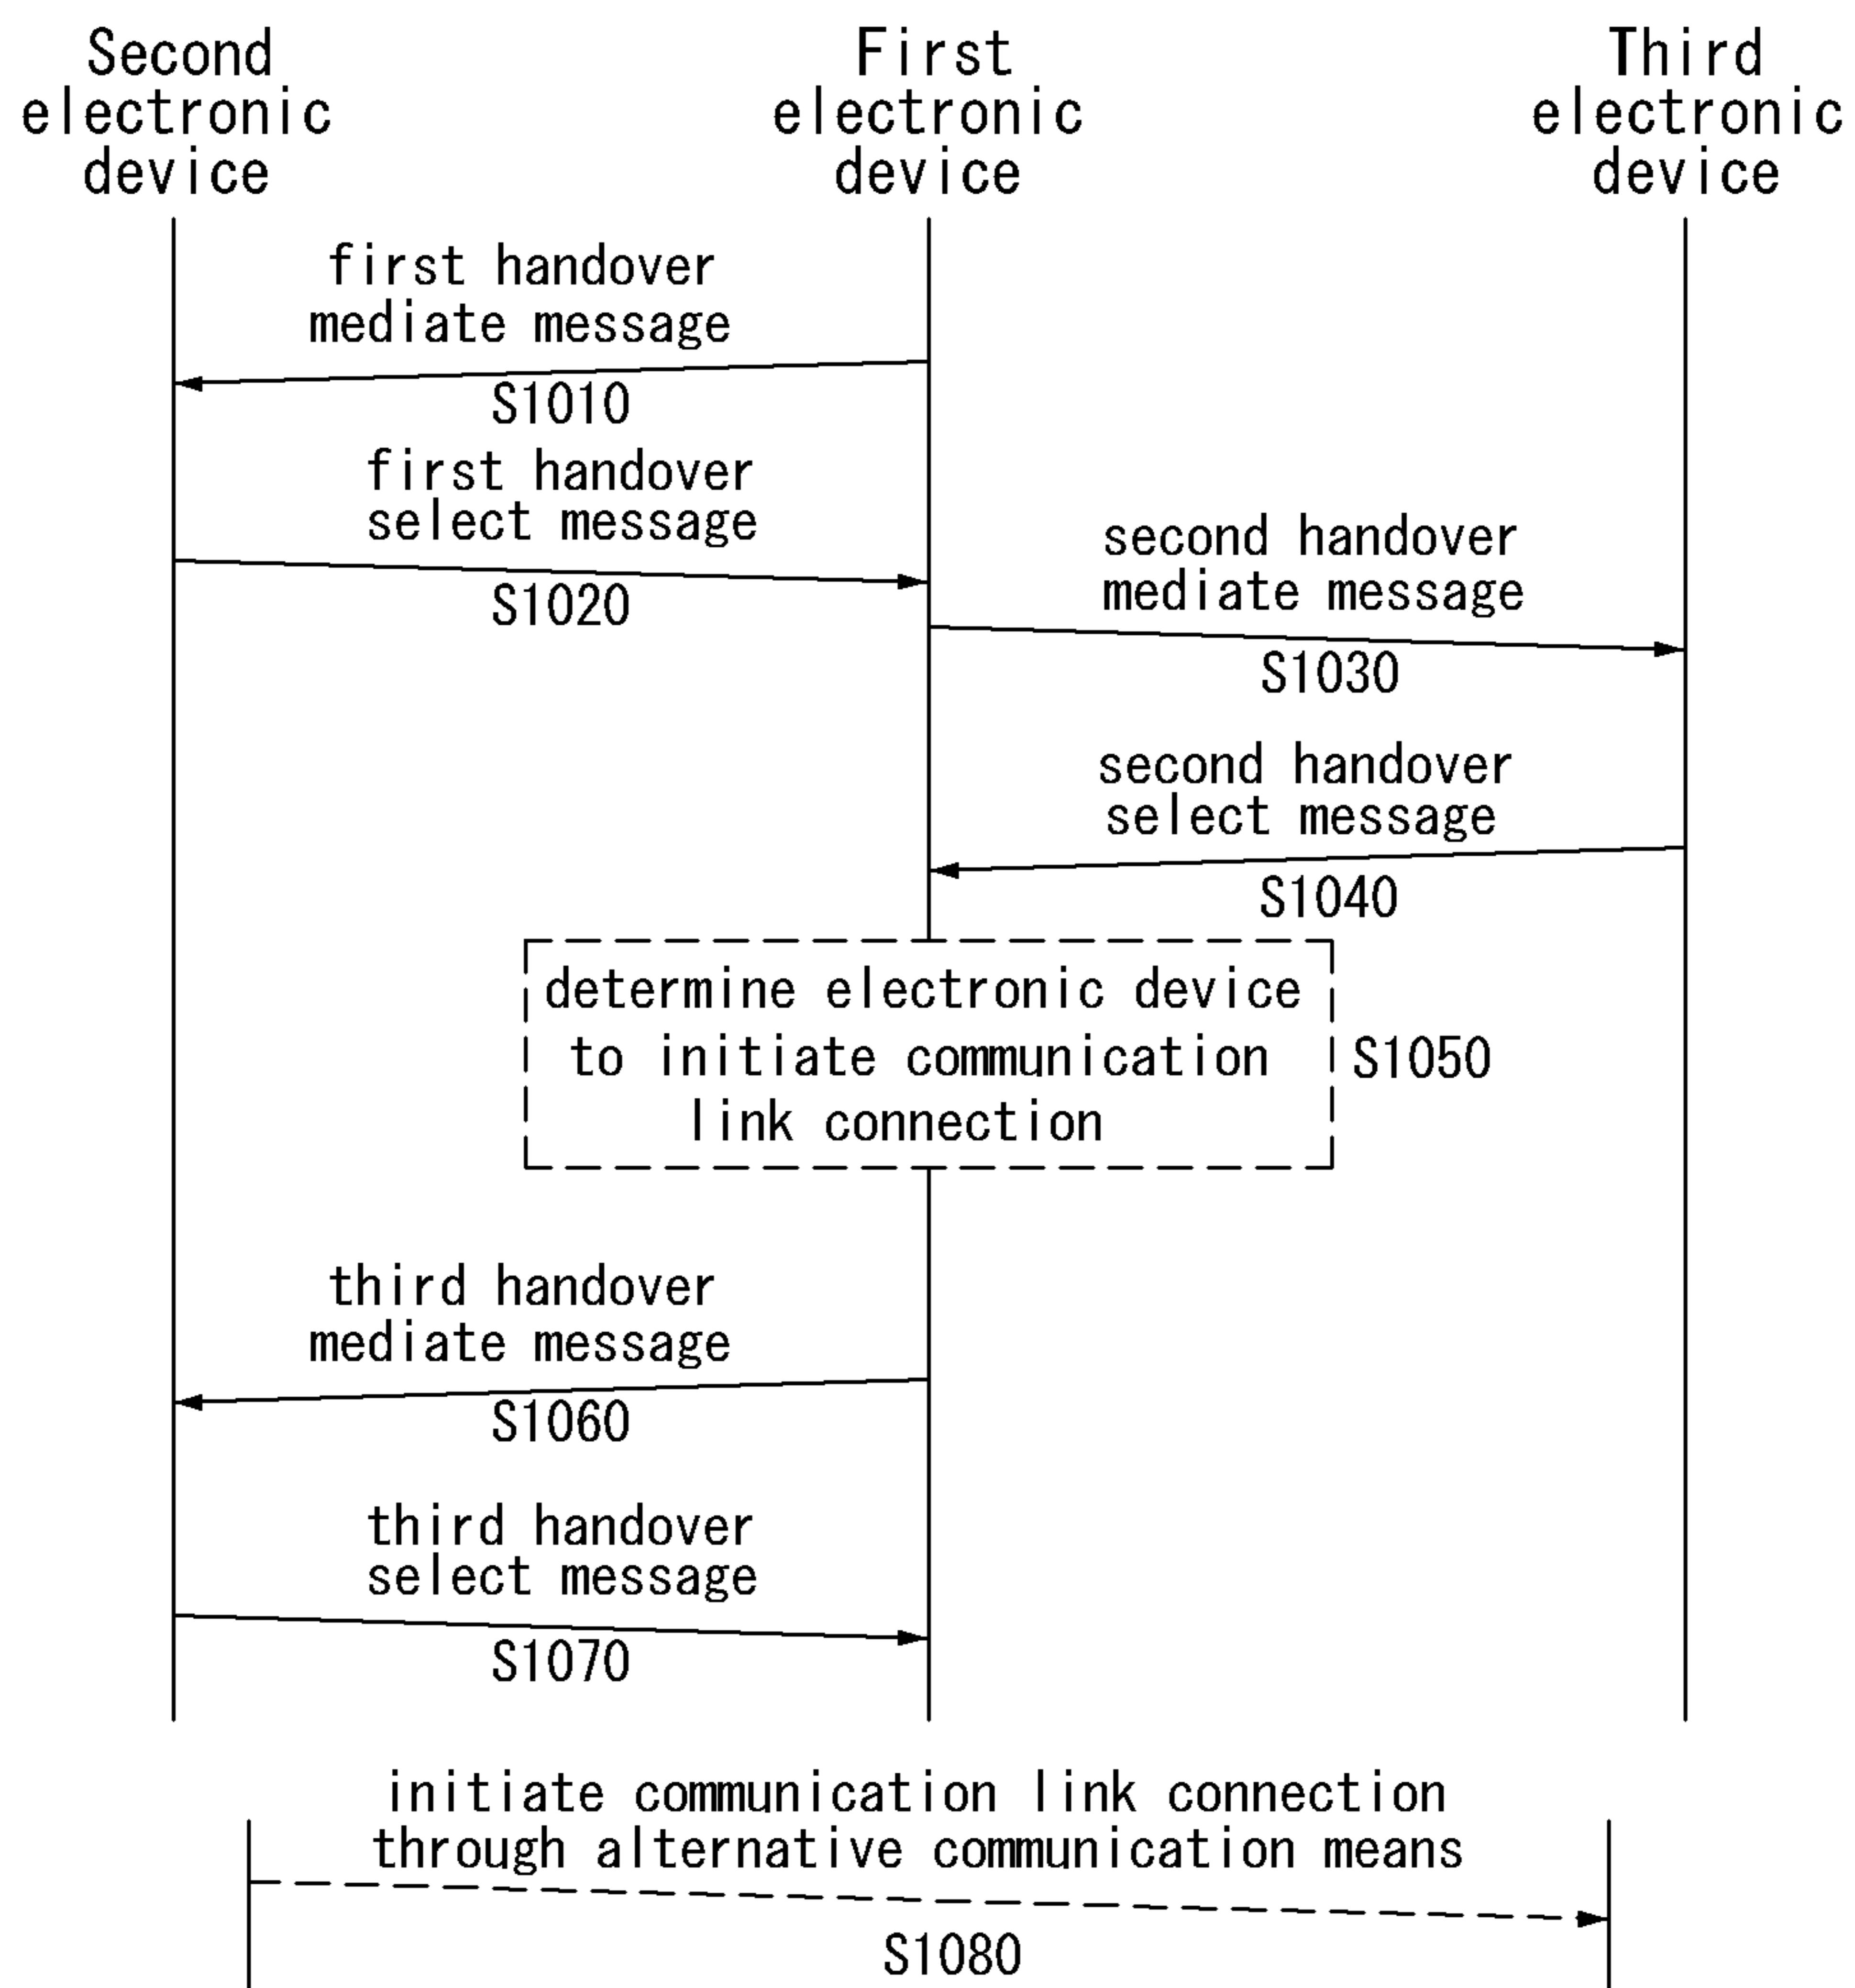 Second
electronic
device
First
electronic
device
Third
electronic
device
first handover
mediate message
S1010
first handover
select message
S1020
second handover
mediate message
S1030
second handover
select message
S1040
determine electronic device
to initiate communication
link connection
S1050
third handover
mediate message
S1060
third handover
select message
S1070
initiate communication link connection
through alternative communication means
S1080